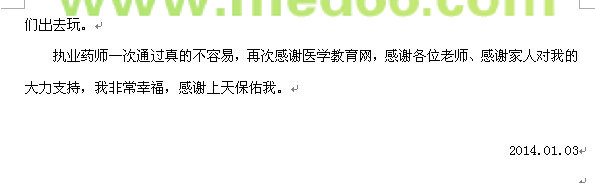 www.med66.com
们出去玩。
执业药师一次通过真的不容易，再次感谢医学教育网，感谢各位老师、感谢家人对我的
大力支持，我非常幸福，感谢上天保佑我。
2014.01.03